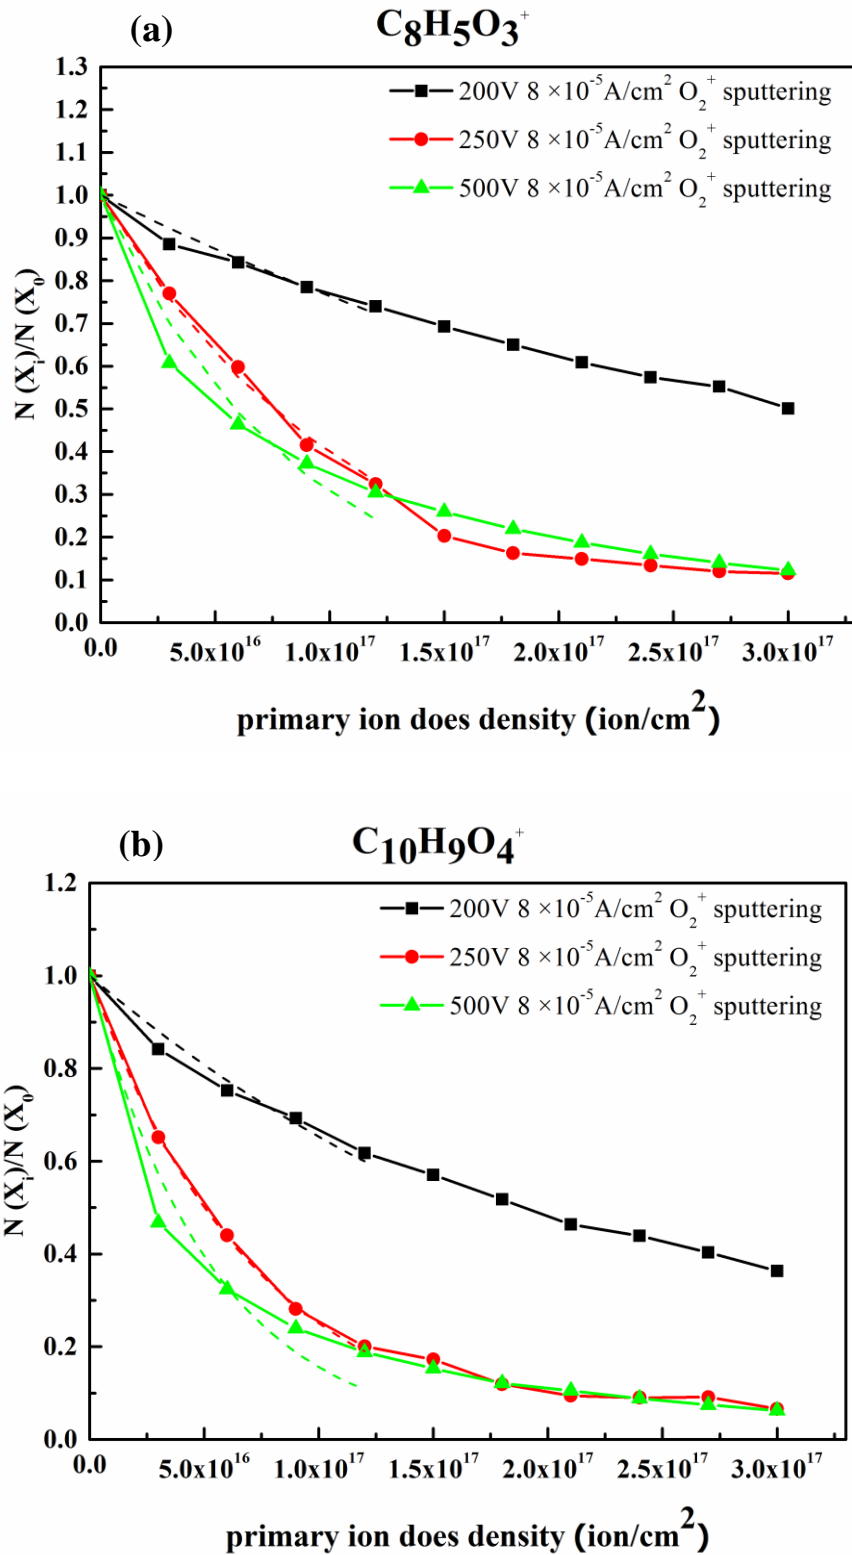 (a) C₈H₅O₃⁺
200V 8 ×10⁻⁵A/cm² O₂⁺ sputtering
250V 8 ×10⁻⁵A/cm² O₂⁺ sputtering
500V 8 ×10⁻⁵A/cm² O₂⁺ sputtering
1.3
1.2
1.1
1.0
0.9
0.8
0.7
0.6
0.5
0.4
0.3
0.2
0.1
0.0
N (Xᵢ)/N (X₀)
0.0 5.0x10¹⁶ 1.0x10¹⁷ 1.5x10¹⁷ 2.0x10¹⁷ 2.5x10¹⁷ 3.0x10¹⁷
primary ion does density (ion/cm²)
(b) C₁₀H₉O₄⁺
200V 8 ×10⁻⁵A/cm² O₂⁺ sputtering
250V 8 ×10⁻⁵A/cm² O₂⁺ sputtering
500V 8 ×10⁻⁵A/cm² O₂⁺ sputtering
1.2
1.0
0.8
0.6
0.4
0.2
0.0
N (Xᵢ)/N (X₀)
0.0 5.0x10¹⁶ 1.0x10¹⁷ 1.5x10¹⁷ 2.0x10¹⁷ 2.5x10¹⁷ 3.0x10¹⁷
primary ion does density (ion/cm²)